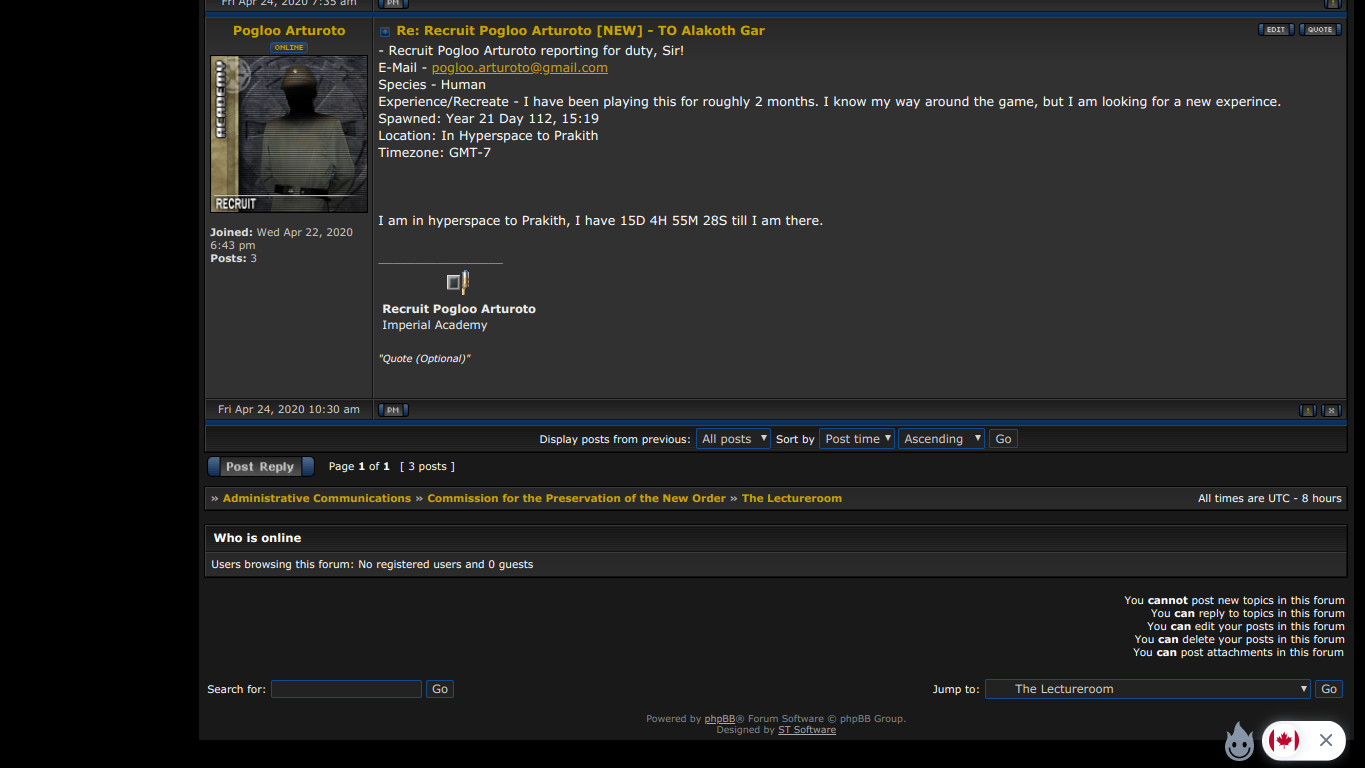 Fri Apr 24, 2020 7:35 am
PM
!
Pogloo Arturoto
ONLINE
ACADEMY
RECRUIT
Joined: Wed Apr 22, 2020
6:43 pm
Posts: 3
Re: Recruit Pogloo Arturoto [NEW] - TO Alakoth Gar
EDIT QUOTE
- Recruit Pogloo Arturoto reporting for duty, Sir!
E-Mail - pogloo.arturoto@gmail.com
Species - Human
Experience/Recreate - I have been playing this for roughly 2 months. I know my way around the game, but I am looking for a new experince.
Spawned: Year 21 Day 112, 15:19
Location: In Hyperspace to Prakith
Timezone: GMT-7
I am in hyperspace to Prakith, I have 15D 4H 55M 28S till I am there.
_________________
Recruit Pogloo Arturoto
Imperial Academy
"Quote (Optional)"
Fri Apr 24, 2020 10:30 am
PM
! X
Display posts from previous: All posts Sort by Post time Ascending Go
Post Reply Page 1 of 1 [ 3 posts ]
» Administrative Communications » Commission for the Preservation of the New Order » The Lectureroom
All times are UTC - 8 hours
Who is online
Users browsing this forum: No registered users and 0 guests
You cannot post new topics in this forum
You can reply to topics in this forum
You can edit your posts in this forum
You can delete your posts in this forum
You can post attachments in this forum
Search for: Go
Jump to: The Lectureroom Go
Powered by phpBB® Forum Software © phpBB Group.
Designed by ST Software